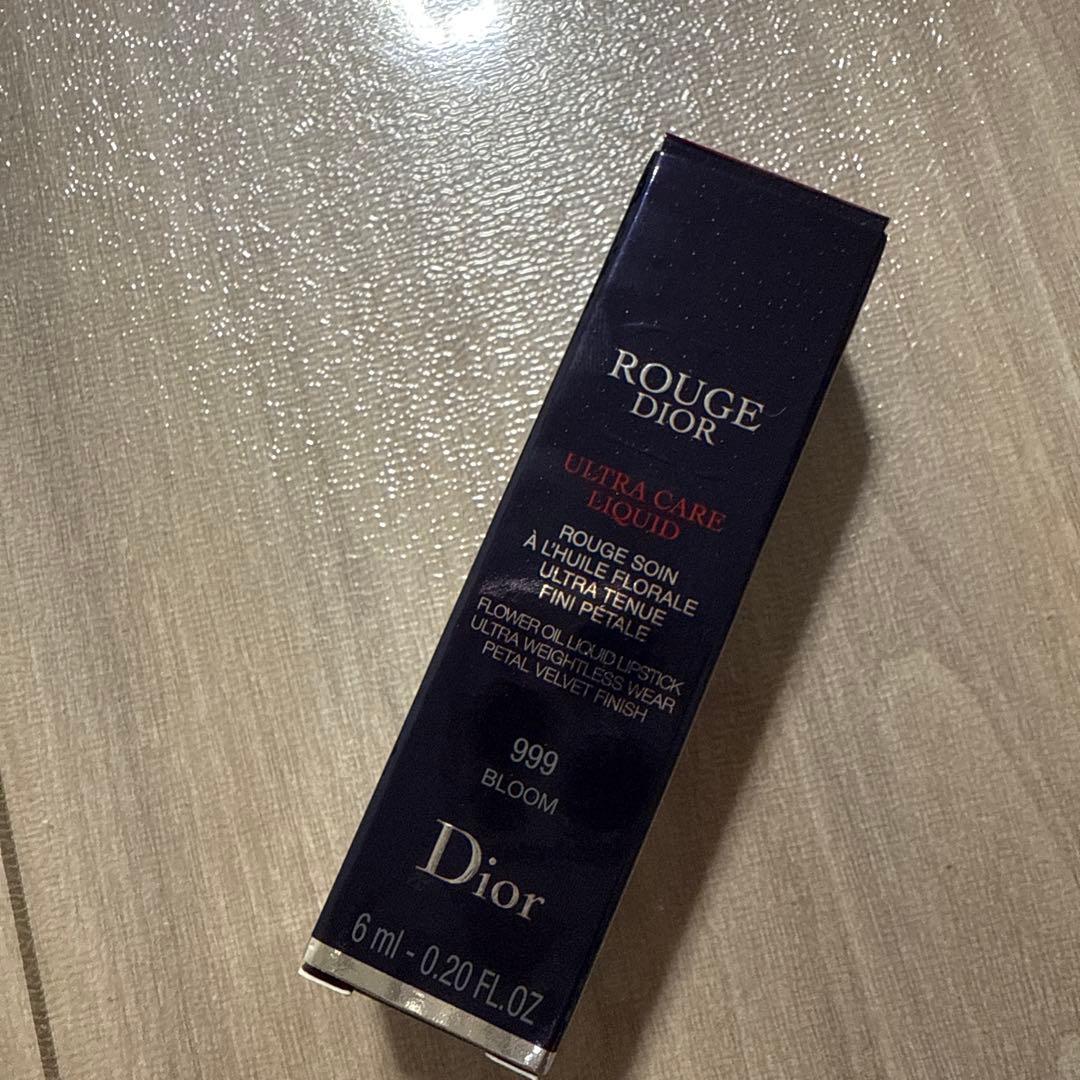 ROUGE
DIOR
ULTRA CARE
LIQUID
ROUGE SOIN
À L'HUILE FLORALE
ULTRA TENUE
FINI PÉTALE
FLOWER OIL LIQUID LIPSTICK
ULTRA WEIGHTLESS WEAR
PETAL VELVET FINISH
999
BLOOM
Dior
6 ml - 0.20 FL.OZ